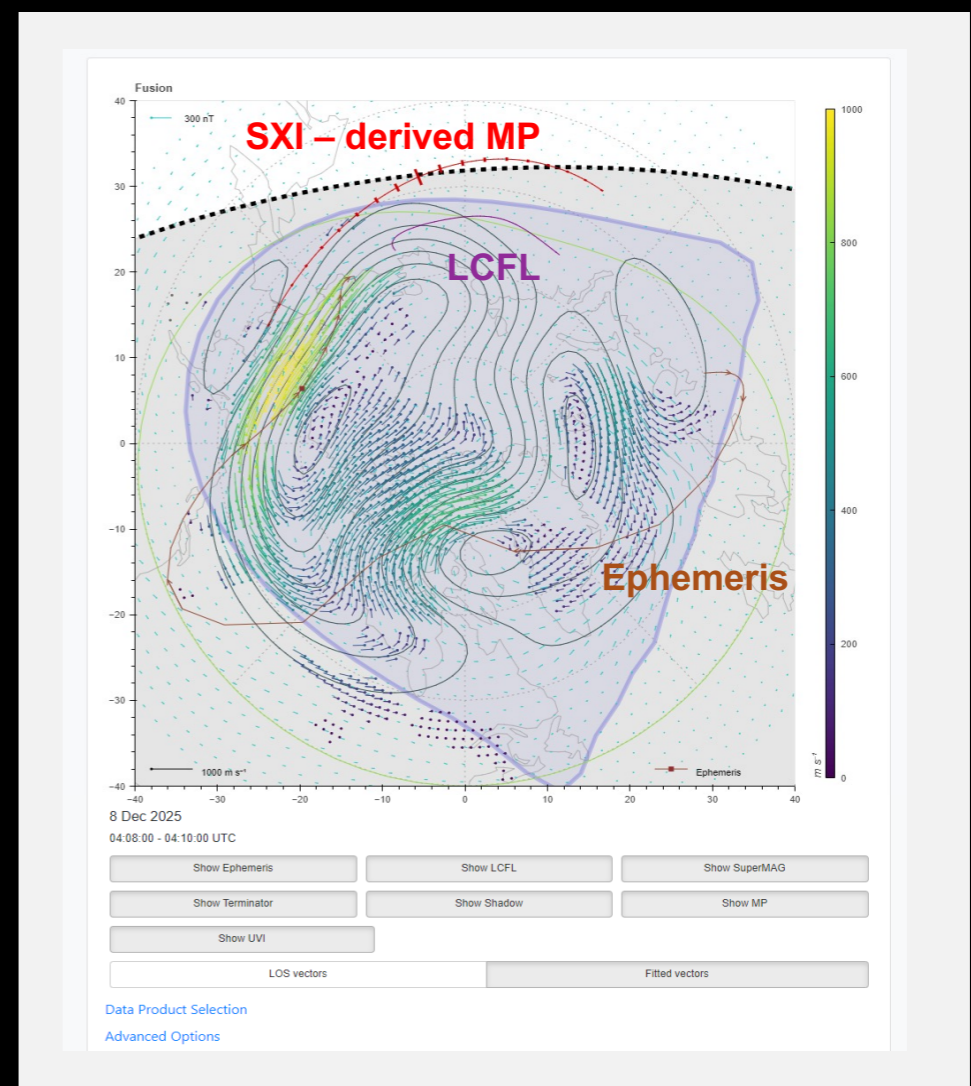 Fusion
40
300 nT
SXI – derived MP
1000
30
800
LCFL
20
10
600
0
400
-10
Ephemeris
-20
200
-30
m s⁻¹
0
1000 m s⁻¹
Ephemeris
-40
-40 -30 -20 -10 0 10 20 30 40
8 Dec 2025
04:08:00 - 04:10:00 UTC
Show Ephemeris
Show LCFL
Show SuperMAG
Show Terminator
Show Shadow
Show MP
Show UVI
LOS vectors
Fitted vectors
Data Product Selection
Advanced Options